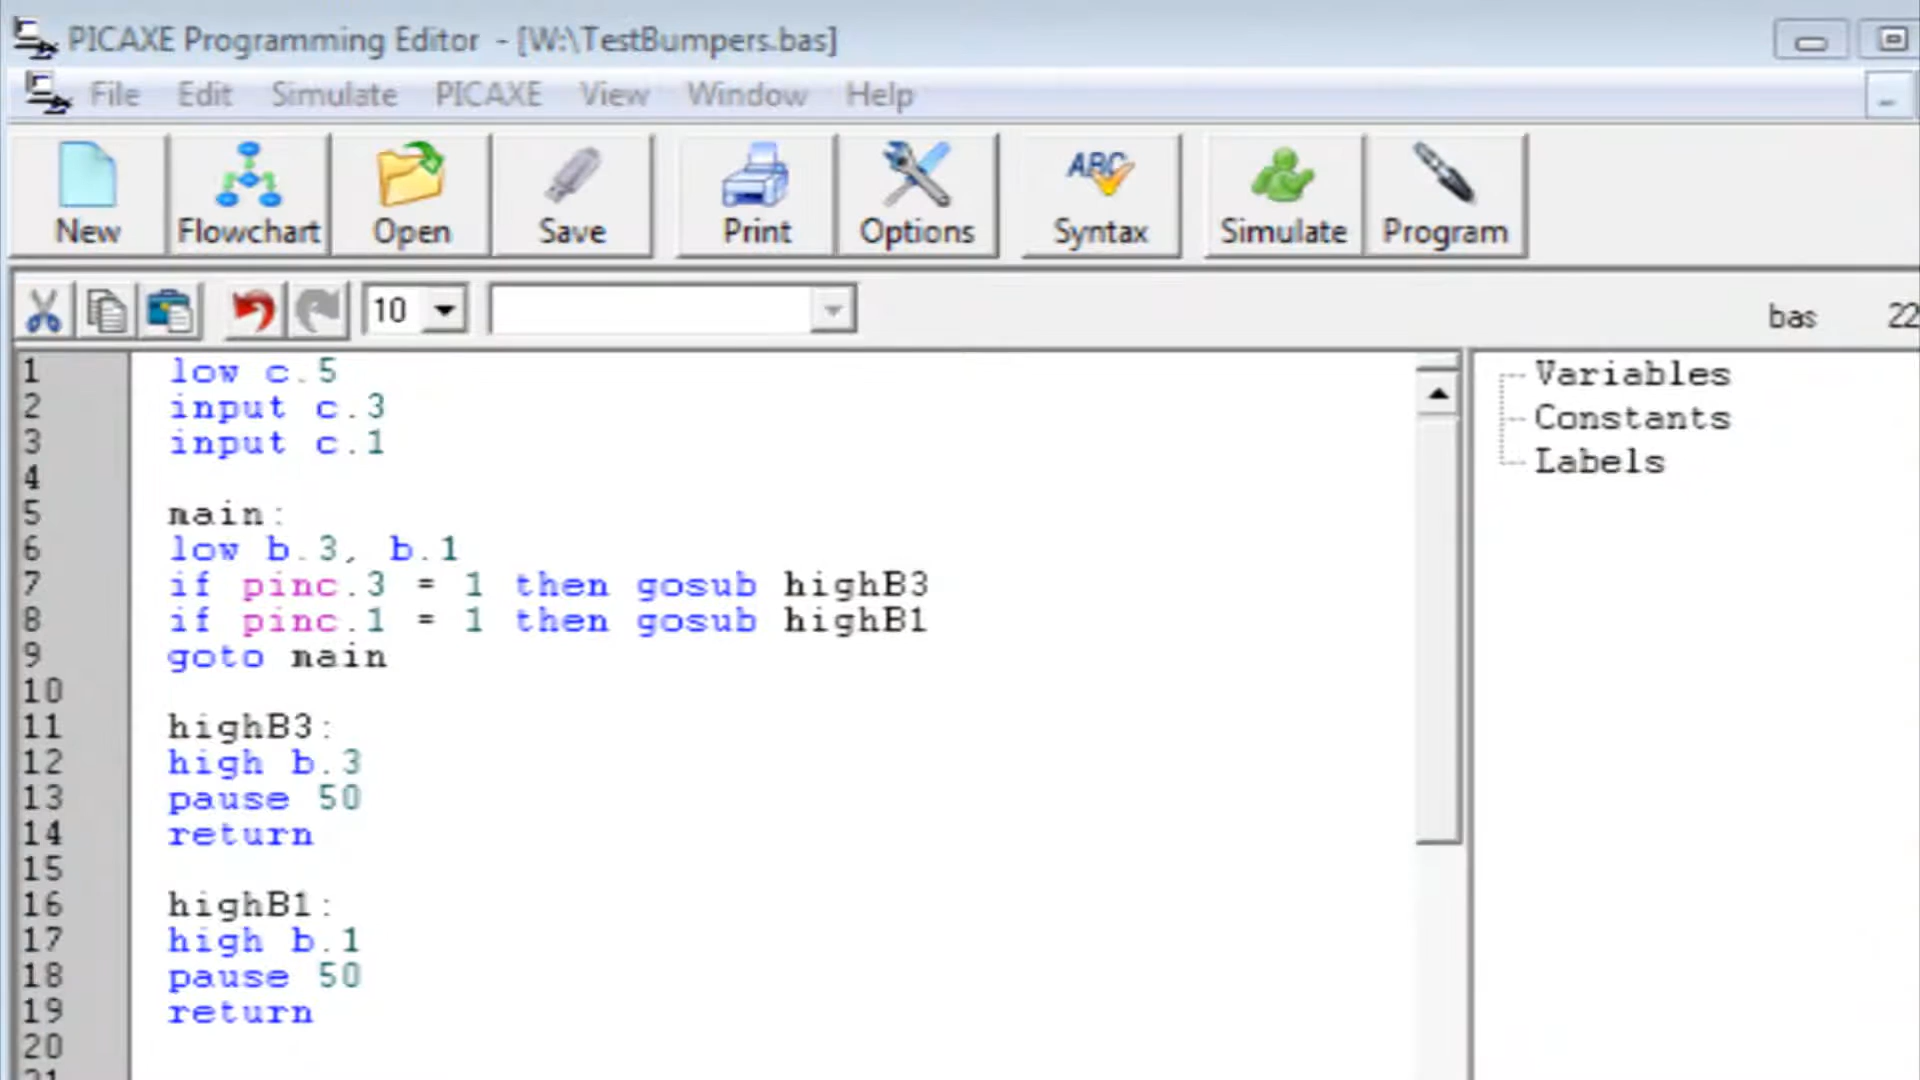 PICAXE Programming Editor - [W:\TestBumpers.bas]
File Edit Simulate PICAXE View Window Help
New Flowchart Open Save Print Options ABC Syntax Simulate Program
10 bas 22
1 low c.5
2 input c.3
3 input c.1
4
5 main:
6 low b.3, b.1
7 if pinc.3 = 1 then gosub highB3
8 if pinc.1 = 1 then gosub highB1
9 goto main
10
11 highB3:
12 high b.3
13 pause 50
14 return
15
16 highB1:
17 high b.1
18 pause 50
19 return
20
21
Variables
Constants
Labels